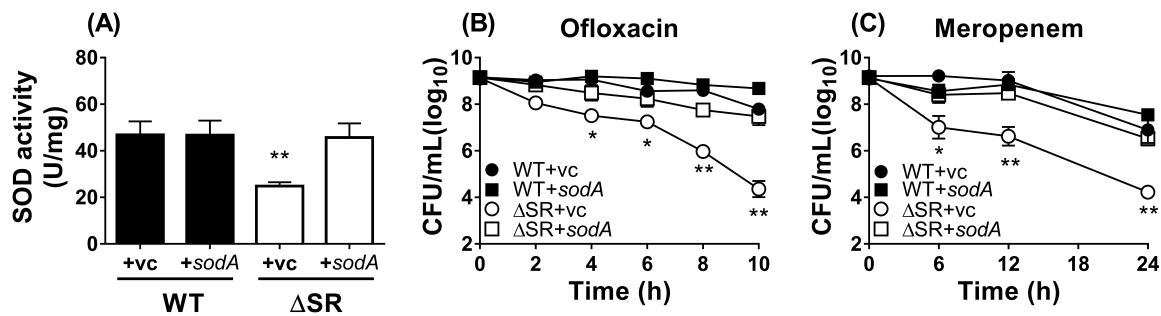 (A)
SOD activity
(U/mg)
80
60
40
20
0
**
+vc
+sodA
+vc
+sodA
WT
ΔSR
(B)
Ofloxacin
CFU/mL(log10)
10
8
6
4
2
*
*
**
**
WT+vc
WT+sodA
ΔSR+vc
ΔSR+sodA
0 2 4 6 8 10
Time (h)
(C)
Meropenem
CFU/mL(log10)
10
8
6
4
2
*
**
**
WT+vc
WT+sodA
ΔSR+vc
ΔSR+sodA
0 6 12 18 24
Time (h)